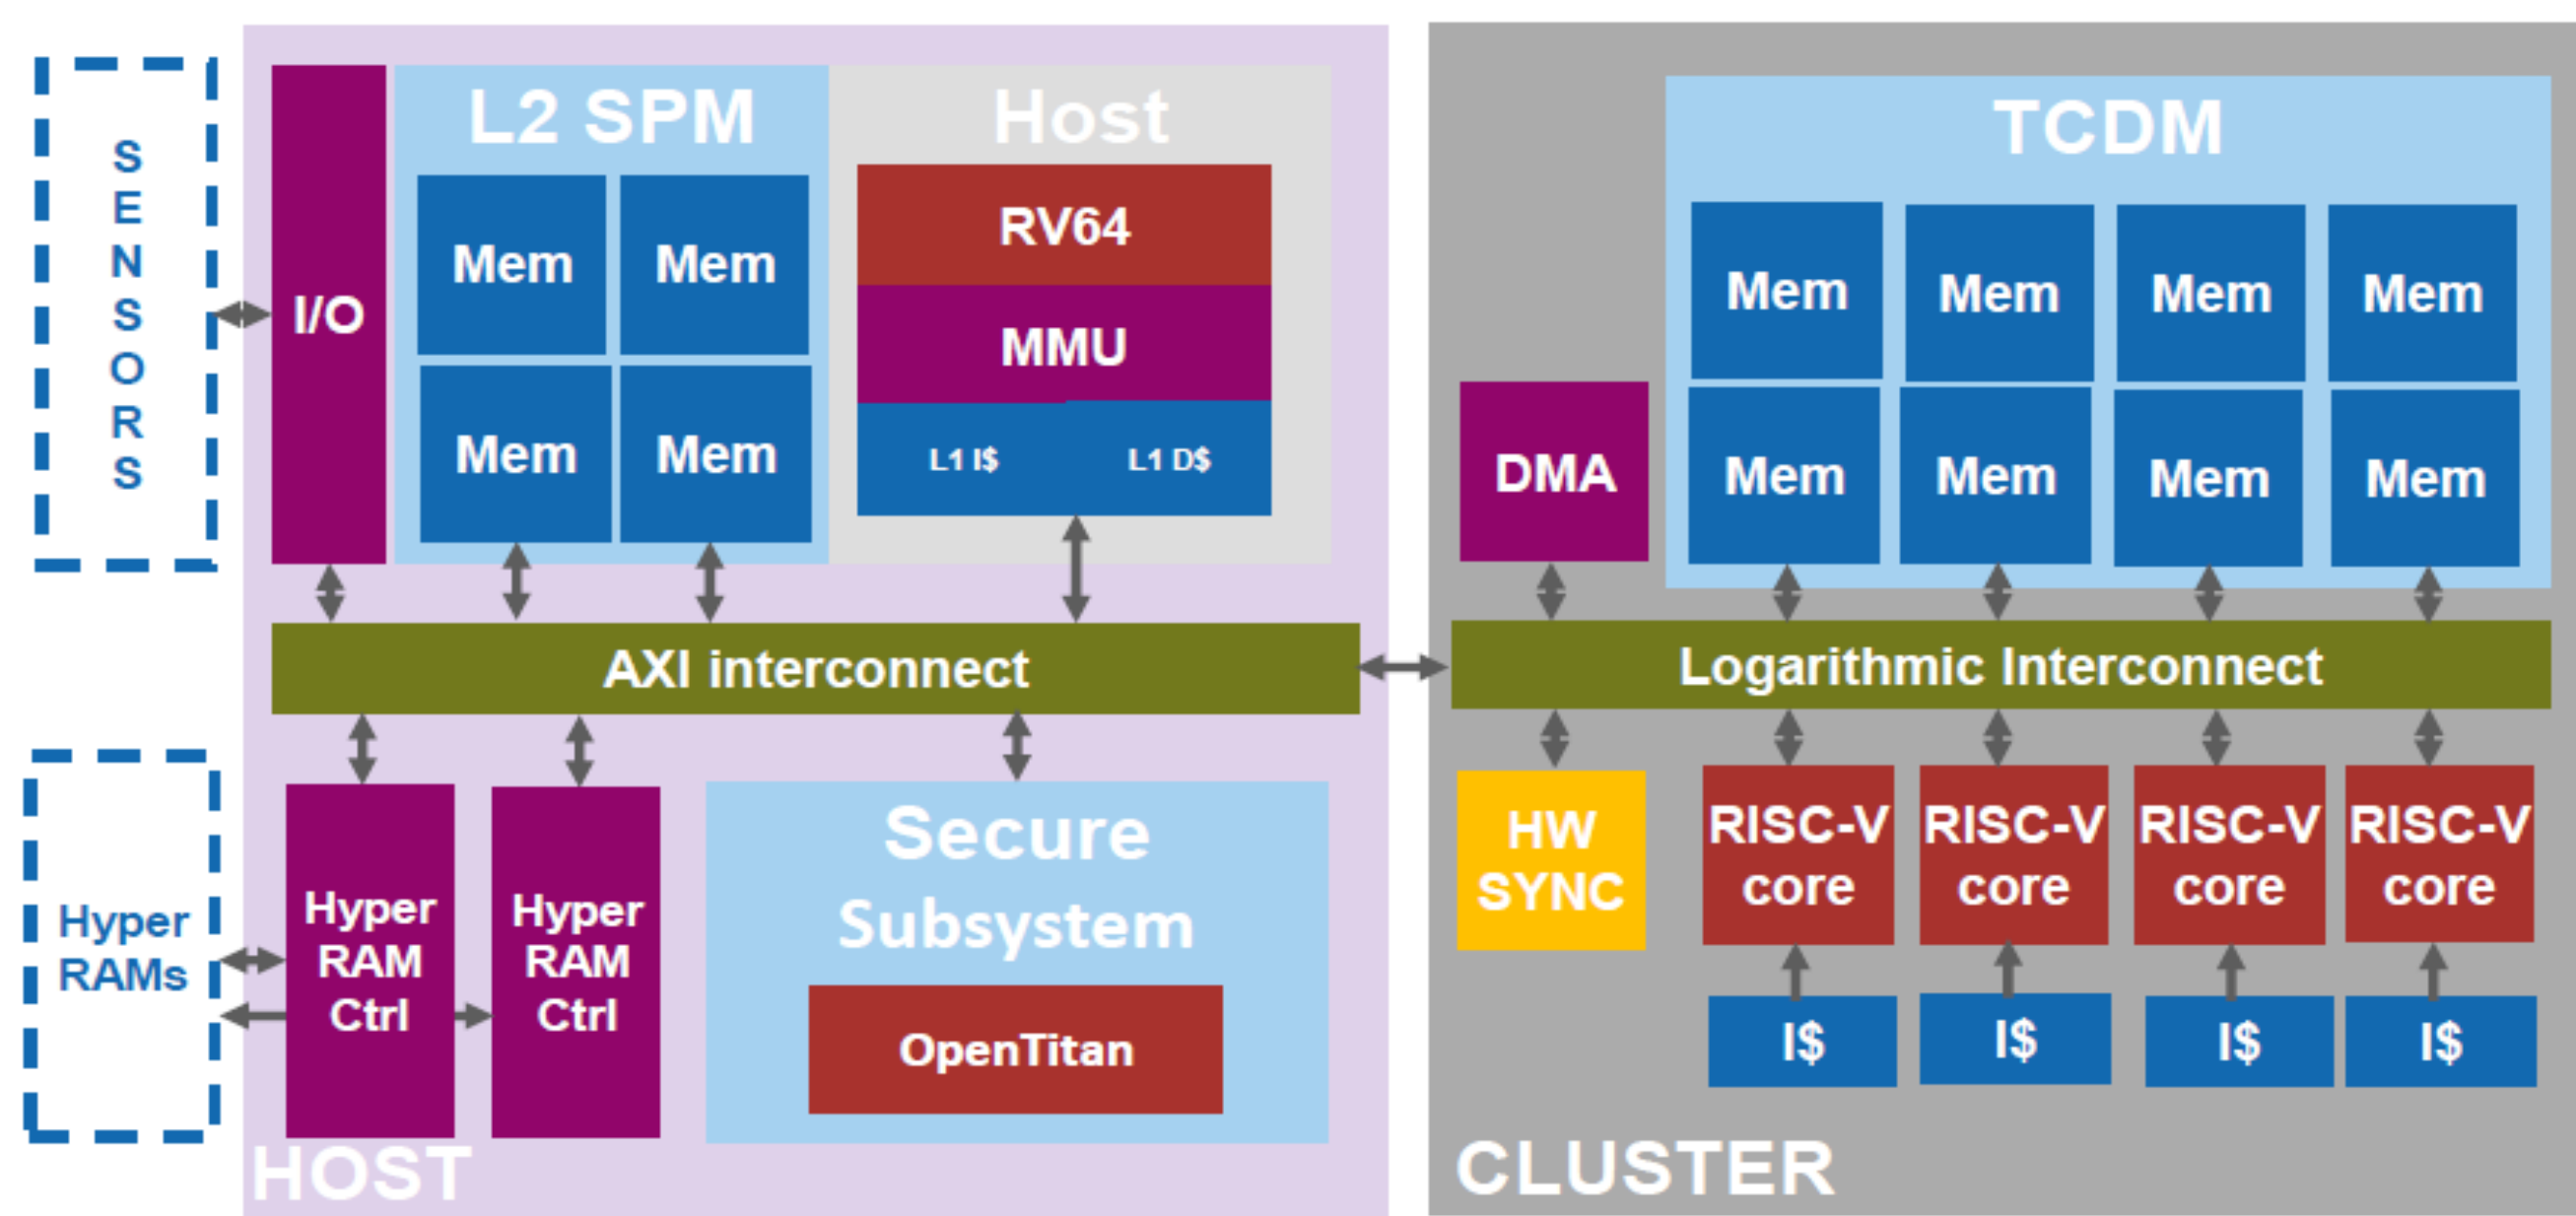 SENSORS
I/O
L2 SPM
Mem
Mem
Mem
Mem
Host
RV64
MMU
L1 I$
L1 D$
AXI interconnect
Hyper
RAMs
Hyper
RAM
Ctrl
Hyper
RAM
Ctrl
Secure
Subsystem
OpenTitan
HOST
TCDM
Mem
Mem
Mem
Mem
Mem
Mem
Mem
Mem
DMA
Logarithmic Interconnect
HW
SYNC
RISC-V
core
RISC-V
core
RISC-V
core
RISC-V
core
I$
I$
I$
I$
CLUSTER